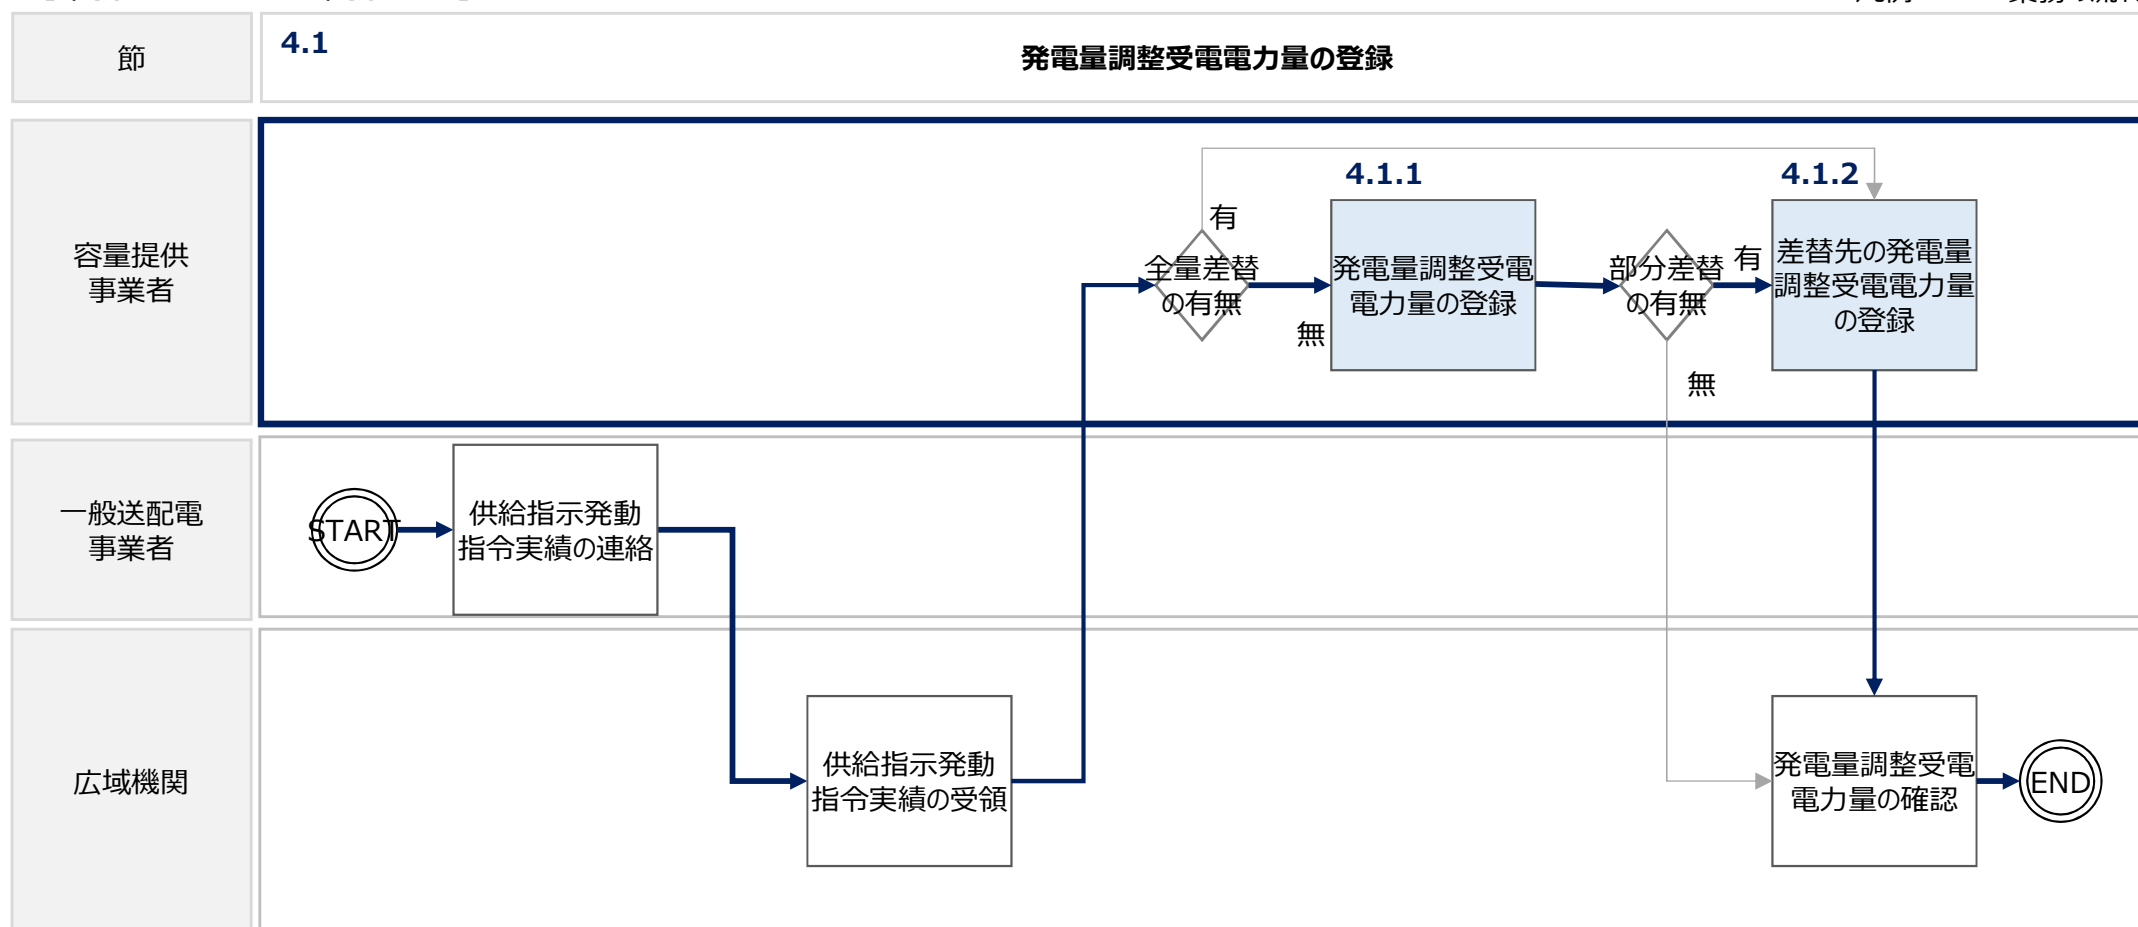 節
4.1
発電量調整受電電力量の登録
容量提供
事業者
4.1.1
4.1.2
有
全量差替
の有無
無
発電量調整受電
電力量の登録
部分差替
の有無
有
無
差替先の発電量
調整受電電力量
の登録
一般送配電
事業者
START
供給指示発動
指令実績の連絡
広域機関
供給指示発動
指令実績の受領
発電量調整受電
電力量の確認
END